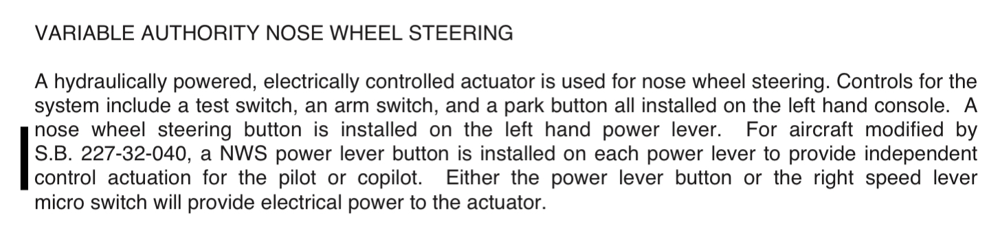 VARIABLE AUTHORITY NOSE WHEEL STEERING
A hydraulically powered, electrically controlled actuator is used for nose wheel steering. Controls for the
system include a test switch, an arm switch, and a park button all installed on the left hand console. A
nose wheel steering button is installed on the left hand power lever. For aircraft modified by
S.B. 227-32-040, a NWS power lever button is installed on each power lever to provide independent
control actuation for the pilot or copilot. Either the power lever button or the right speed lever
micro switch will provide electrical power to the actuator.